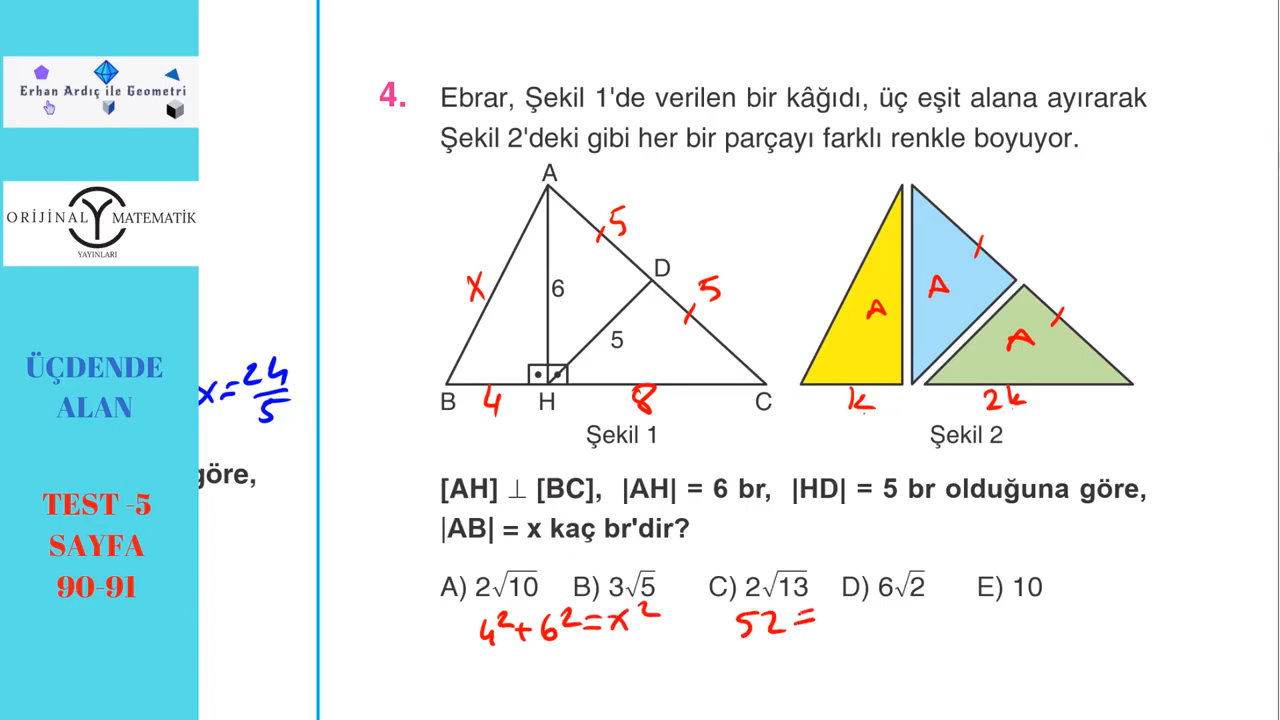 Erhan Ardıç ile Geometri
ORİJİNAL MATEMATİK
YAYINLARI
ÜÇDENDE
ALAN
TEST -5
SAYFA
90-91
x = 24/5
göre,
4. Ebrar, Şekil 1'de verilen bir kâğıdı, üç eşit alana ayırarak
Şekil 2'deki gibi her bir parçayı farklı renkle boyuyor.
A
5
D
x
6
5
5
B 4 H 8 C
Şekil 1
A
A
A
k
2k
Şekil 2
[AH] ⊥ [BC], |AH| = 6 br, |HD| = 5 br olduğuna göre,
|AB| = x kaç br'dir?
A) 2√10 B) 3√5 C) 2√13 D) 6√2 E) 10
4² + 6² = x² 52 =